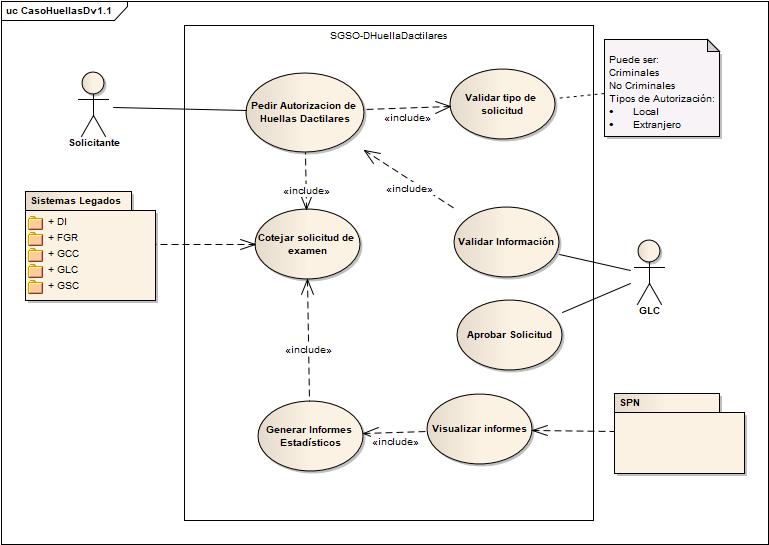 uc CasoHuellasDv1.1
SGSO-DHuellaDactilares
Solicitante
Pedir Autorizacion de
Huellas Dactilares
«include»
Validar tipo de
solicitud
Puede ser:
Criminales
No Criminales
Tipos de Autorización:
• Local
• Extranjero
«include»
«include»
Sistemas Legados
+ DI
+ FGR
+ GCC
+ GLC
+ GSC
Cotejar solicitud de
examen
Validar Información
GLC
Aprobar Solicitud
«include»
Generar Informes
Estadísticos
«include»
Visualizar informes
SPN